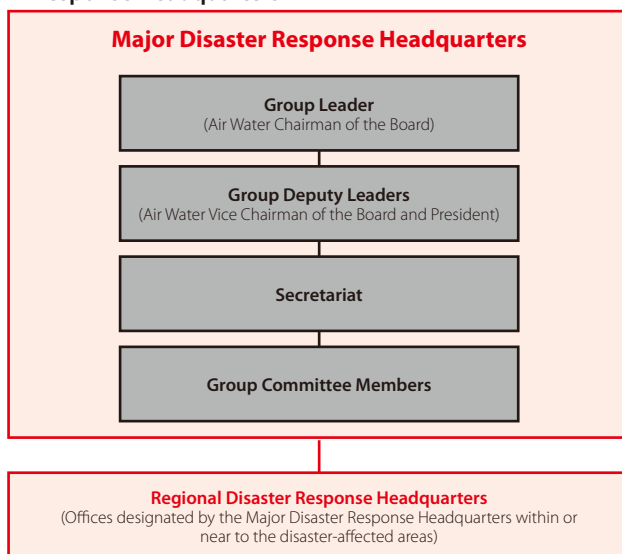 Major Disaster Response Headquarters
Group Leader
(Air Water Chairman of the Board)
Group Deputy Leaders
(Air Water Vice Chairman of the Board and President)
Secretariat
Group Committee Members
Regional Disaster Response Headquarters
(Offices designated by the Major Disaster Response Headquarters within or
near to the disaster-affected areas)